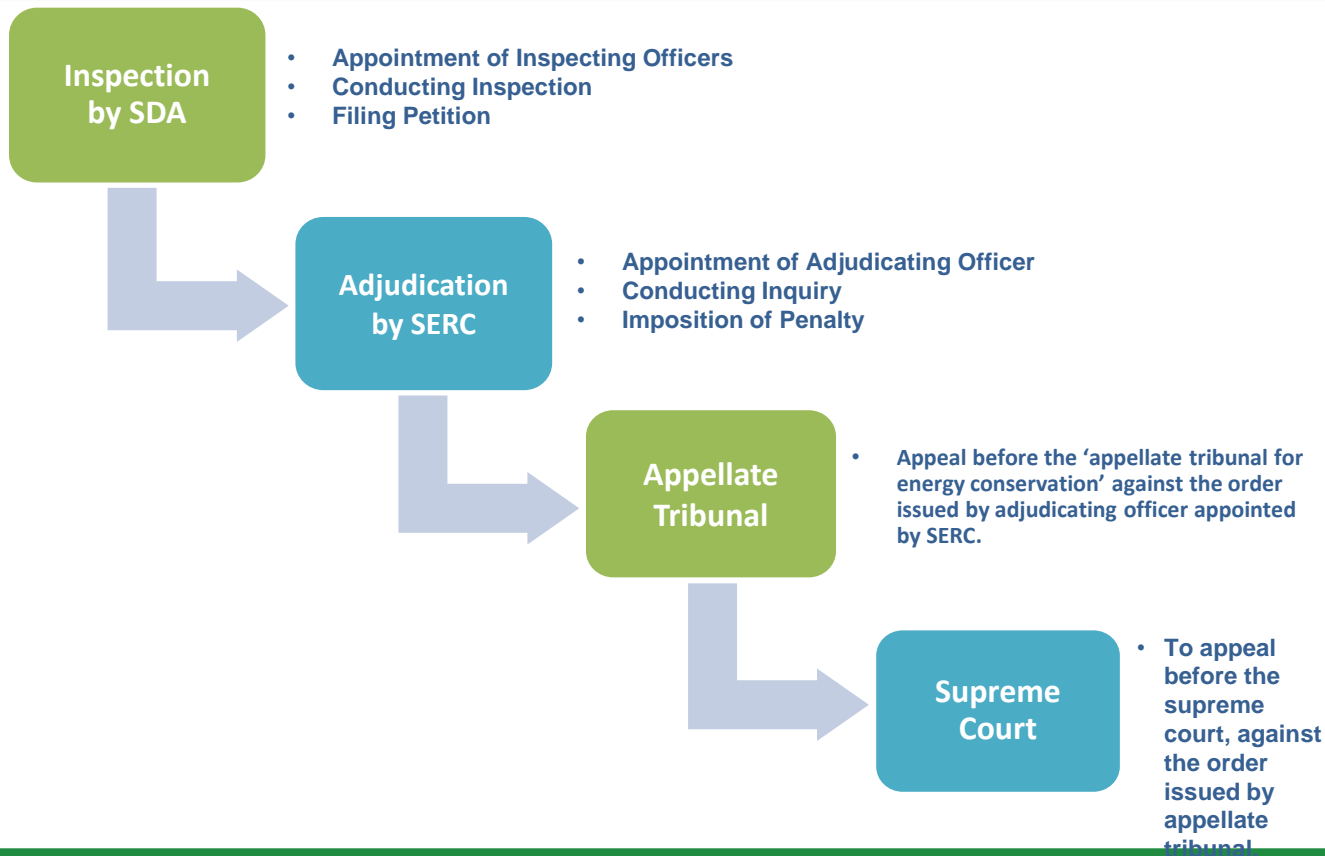 Inspection
by SDA
• Appointment of Inspecting Officers
• Conducting Inspection
• Filing Petition
Adjudication
by SERC
• Appointment of Adjudicating Officer
• Conducting Inquiry
• Imposition of Penalty
Appellate
Tribunal
• Appeal before the ‘appellate tribunal for
energy conservation’ against the order
issued by adjudicating officer appointed
by SERC.
Supreme
Court
• To appeal
before the
supreme
court, against
the order
issued by
appellate
tribunal.